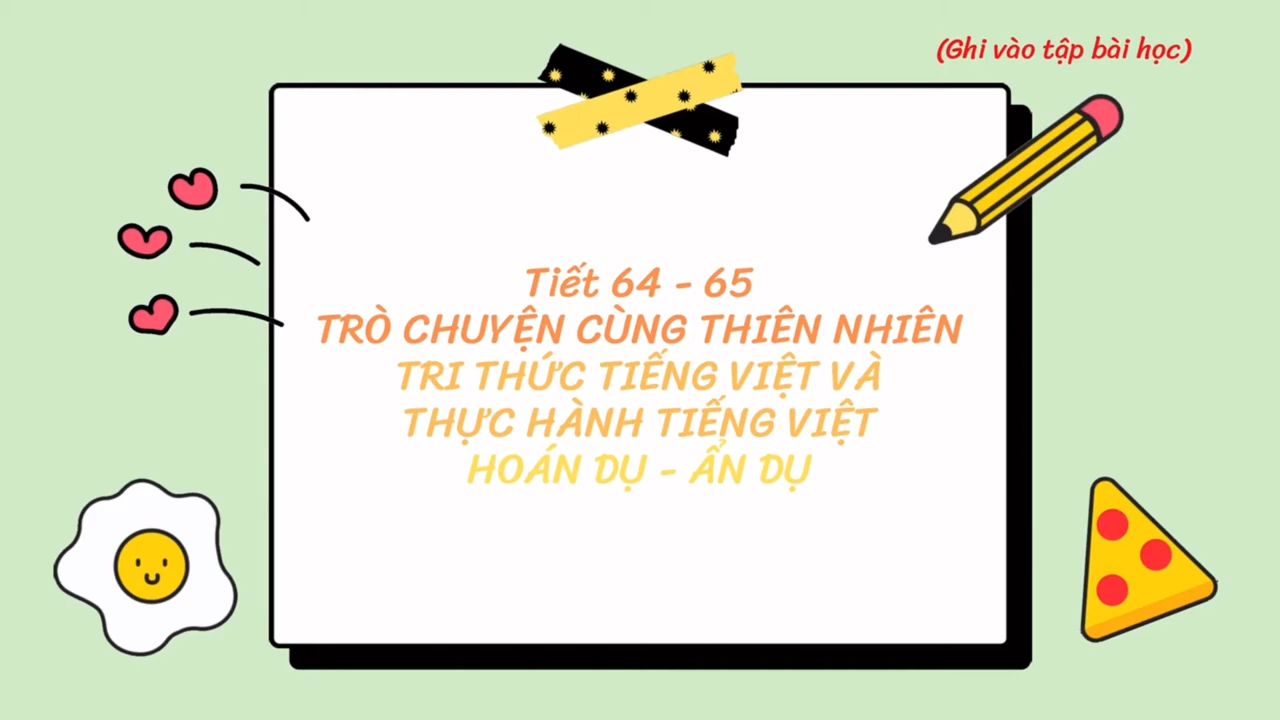 (Ghi vào tập bài học)
Tiết 64 - 65
TRÒ CHUYỆN CÙNG THIÊN NHIÊN
TRI THỨC TIẾNG VIỆT VÀ
THỰC HÀNH TIẾNG VIỆT
HOÁN DỤ - ẨN DỤ